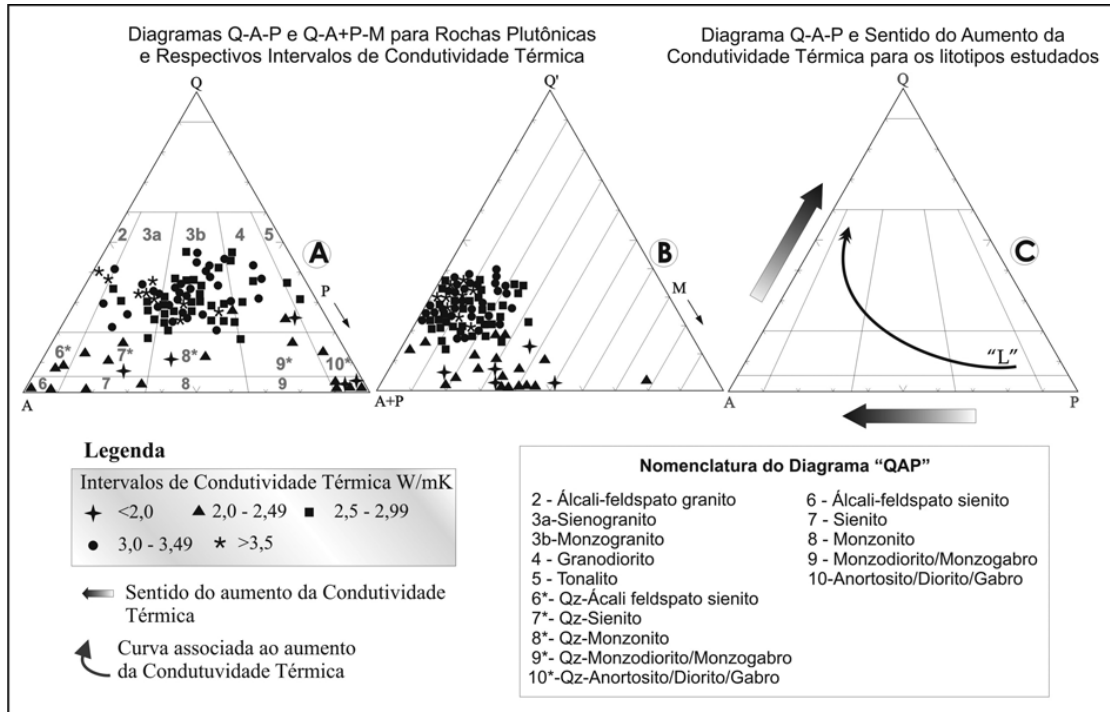 Diagramas Q-A-P e Q-A+P-M para Rochas Plutônicas
e Respectivos Intervalos de Condutividade Térmica
Diagrama Q-A-P e Sentido do Aumento da
Condutividade Térmica para os litotipos estudados
Q
2
3a
3b
4
5
A
P
6*
7*
8*
9*
10*
6
7
8
9
A
Q'
B
M
A+P
Q
C
"L"
A
P
Legenda
Intervalos de Condutividade Térmica W/mK
<2,0
2,0 - 2,49
2,5 - 2,99
3,0 - 3,49
>3,5
Sentido do aumento da Condutividade
Térmica
Curva associada ao aumento
da Condutuvidade Térmica
Nomenclatura do Diagrama "QAP"
2 - Álcali-feldspato granito
3a-Sienogranito
3b-Monzogranito
4 - Granodiorito
5 - Tonalito
6*- Qz-Ácali feldspato sienito
7*- Qz-Sienito
8*- Qz-Monzonito
9*- Qz-Monzodiorito/Monzogabro
10*-Qz-Anortosito/Diorito/Gabro
6 - Álcali-feldspato sienito
7 - Sienito
8 - Monzonito
9 - Monzodiorito/Monzogabro
10-Anortosito/Diorito/Gabro